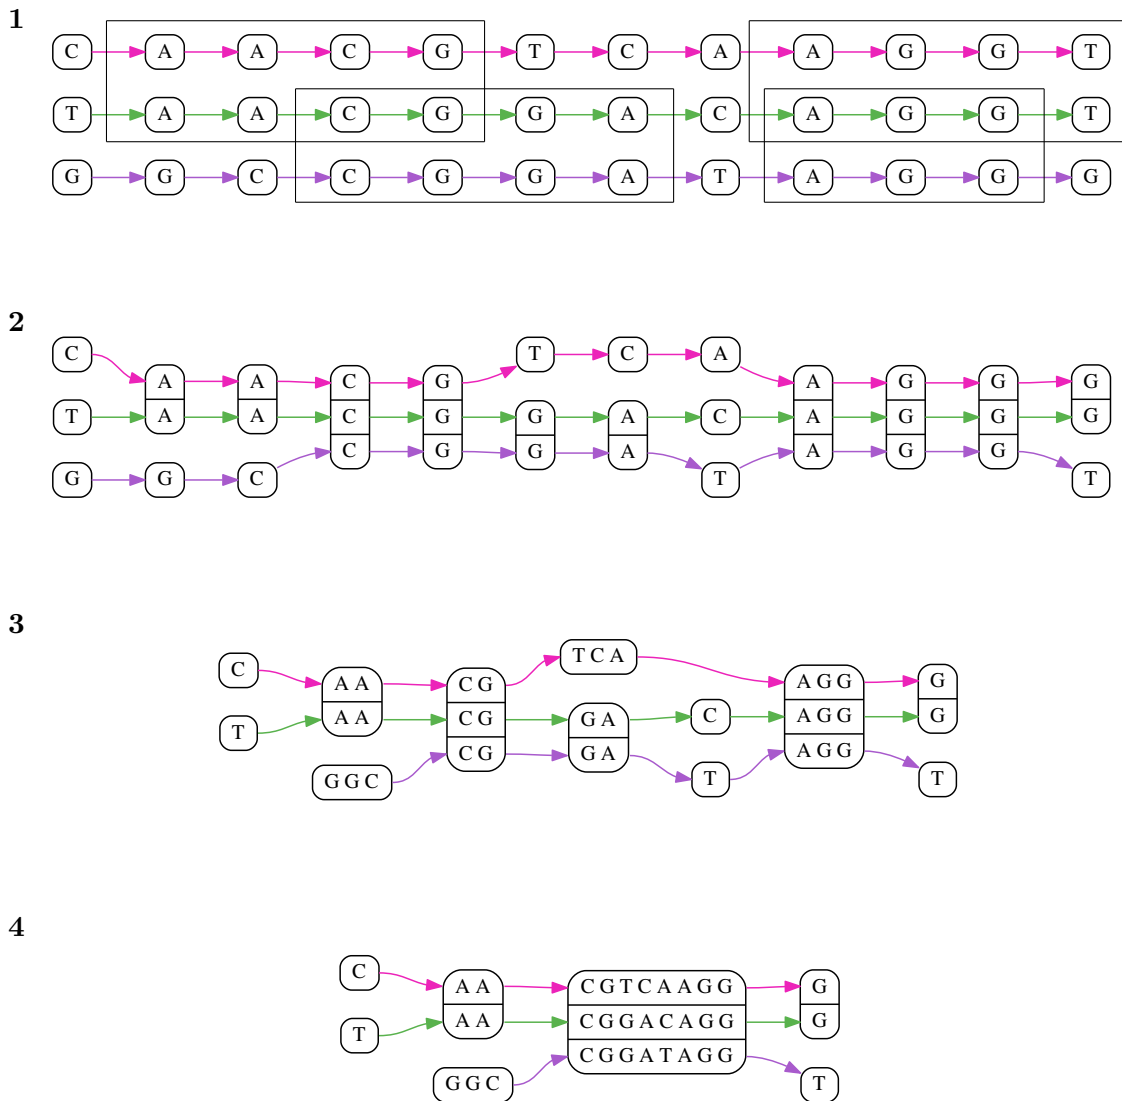 1
C A A C G T C A A G G T
T A A C G G A C A G G T
G G C C G G A T A G G G
2
C T C A
A A C G A G G G
T A A C G G A C A G G G
C G G A A G G
G G C T T
3
C TCA
AA CG AGG G
T AA CG GA C AGG G
CG GA AGG
GGC T T
4
C
AA CGTCAAGG G
T AA CGGACAGG G
CGGATAGG
GGC T